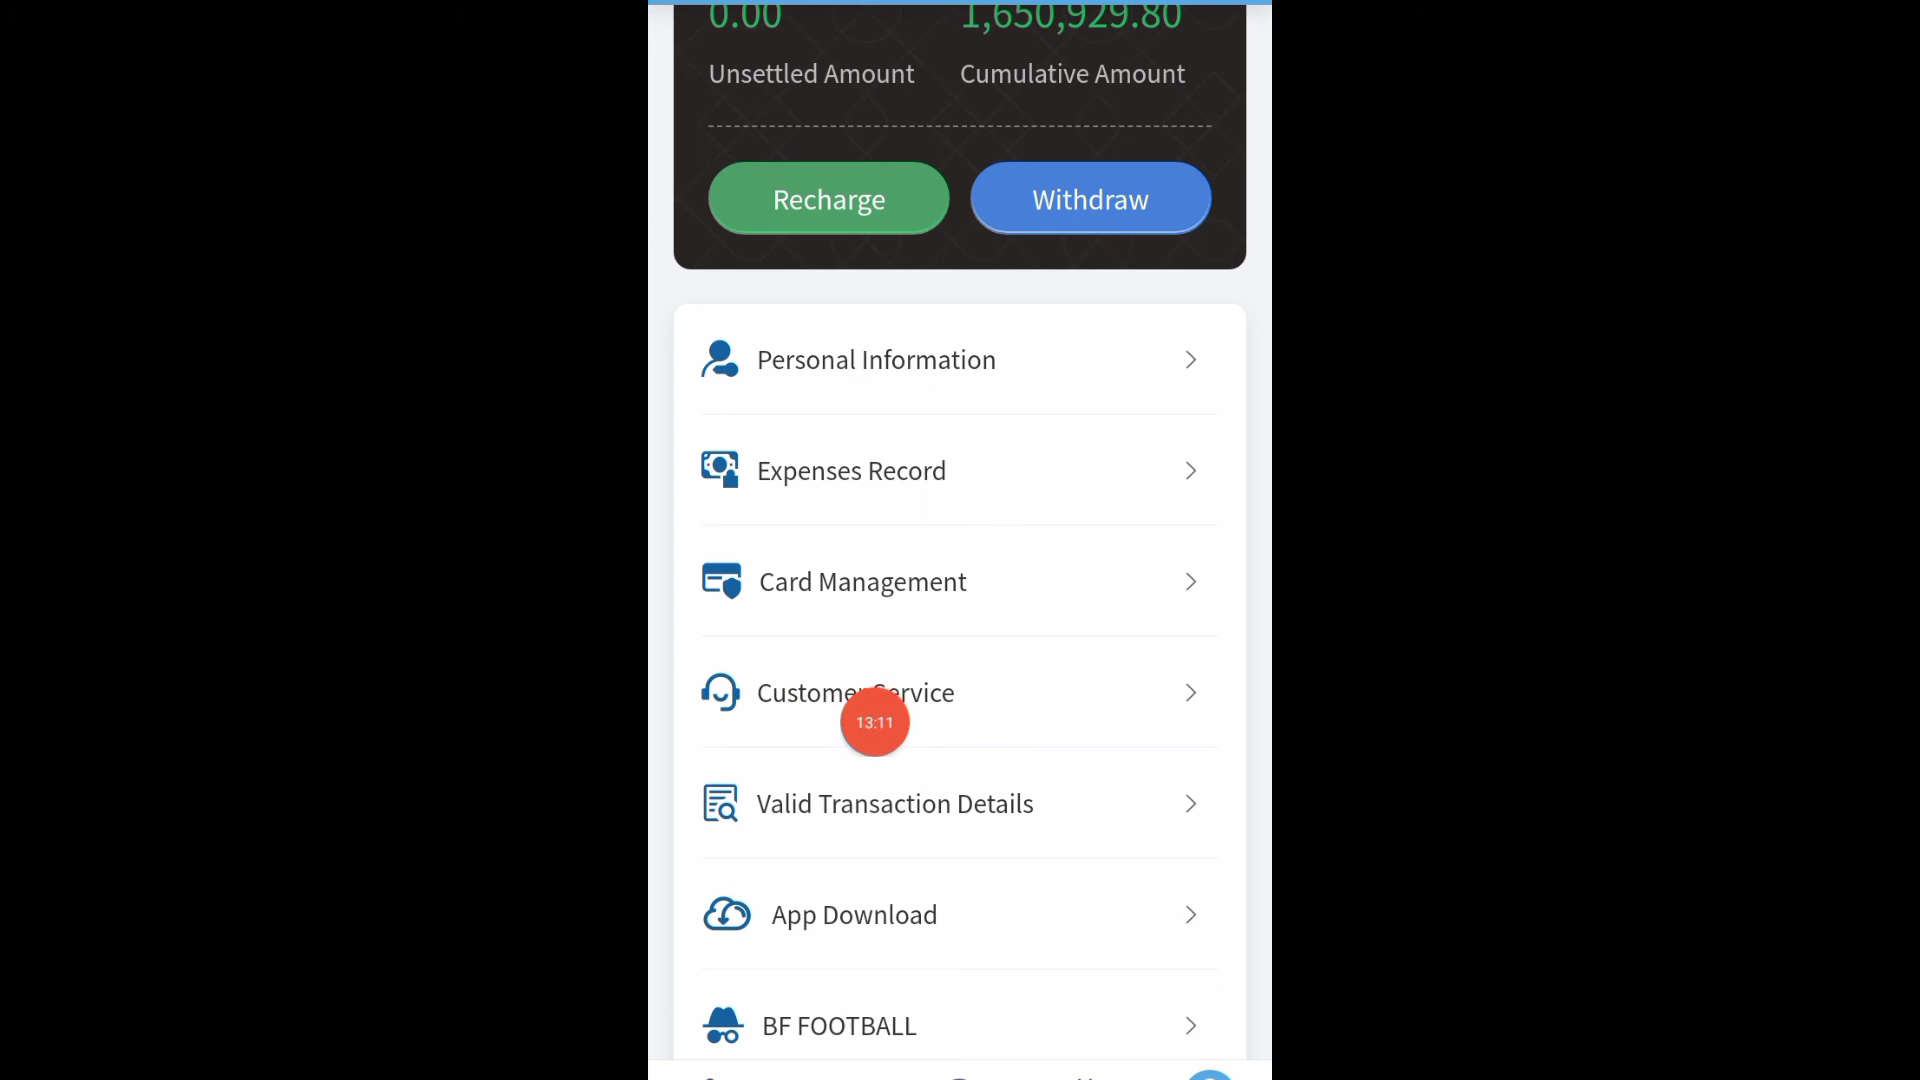 0.00 1,650,929.80
Unsettled Amount Cumulative Amount
Recharge Withdraw
Personal Information
Expenses Record
Card Management
Customer Service
13:11
Valid Transaction Details
App Download
BF FOOTBALL